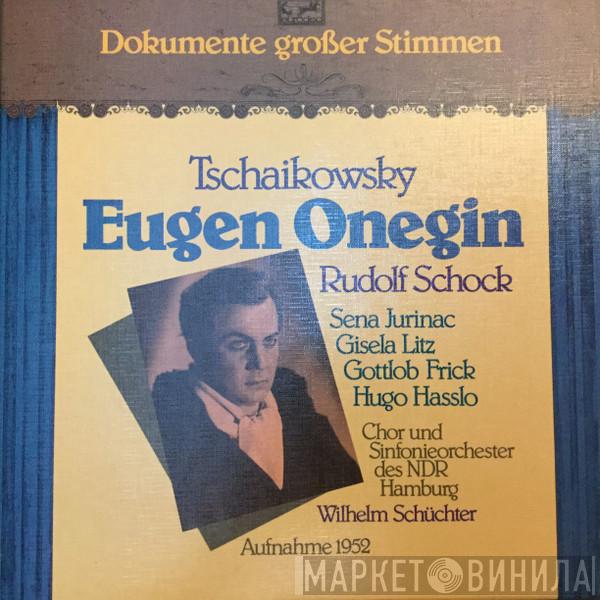 Dokumente großer Stimmen
Tschaikowsky
Eugen Onegin
Rudolf Schock
Sena Jurinac
Gisela Litz
Gottlob Frick
Hugo Hasslo
Chor und
Sinfonieorchester
des NDR
Hamburg
Wilhelm Schüchter
Aufnahme 1952
МАРКЕТ ВИНИЛА